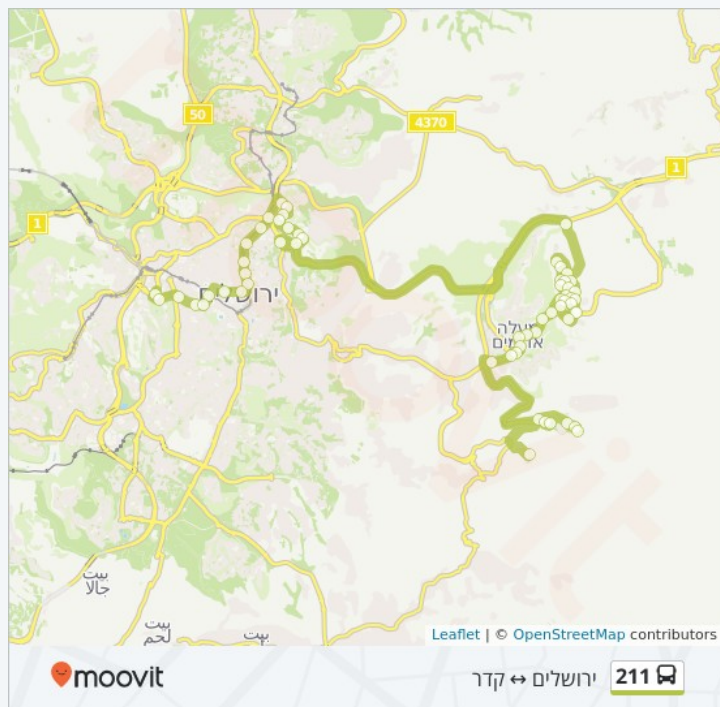 50
4370
1
1
ירושלים
מעלה
אדומים
بيت
جالا
بيت
لحم
بيت
Leaflet | © OpenStreetMap contributors
moovit
ירושלים ↔ קדר 211